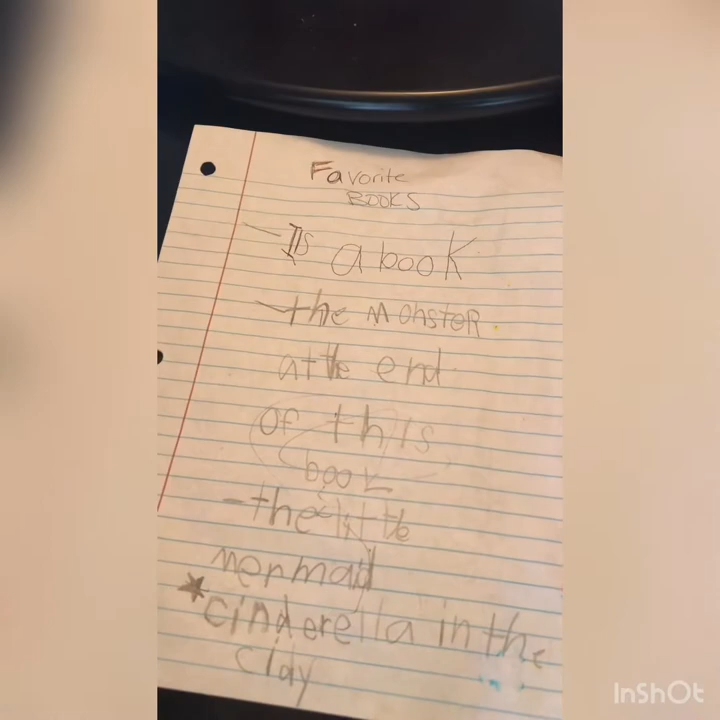 Favorite
BOOKS
- Is a book
- the MonsteR
at the end
of this
book
- the little
mermaid
* cinderella in the
clay
InShOt